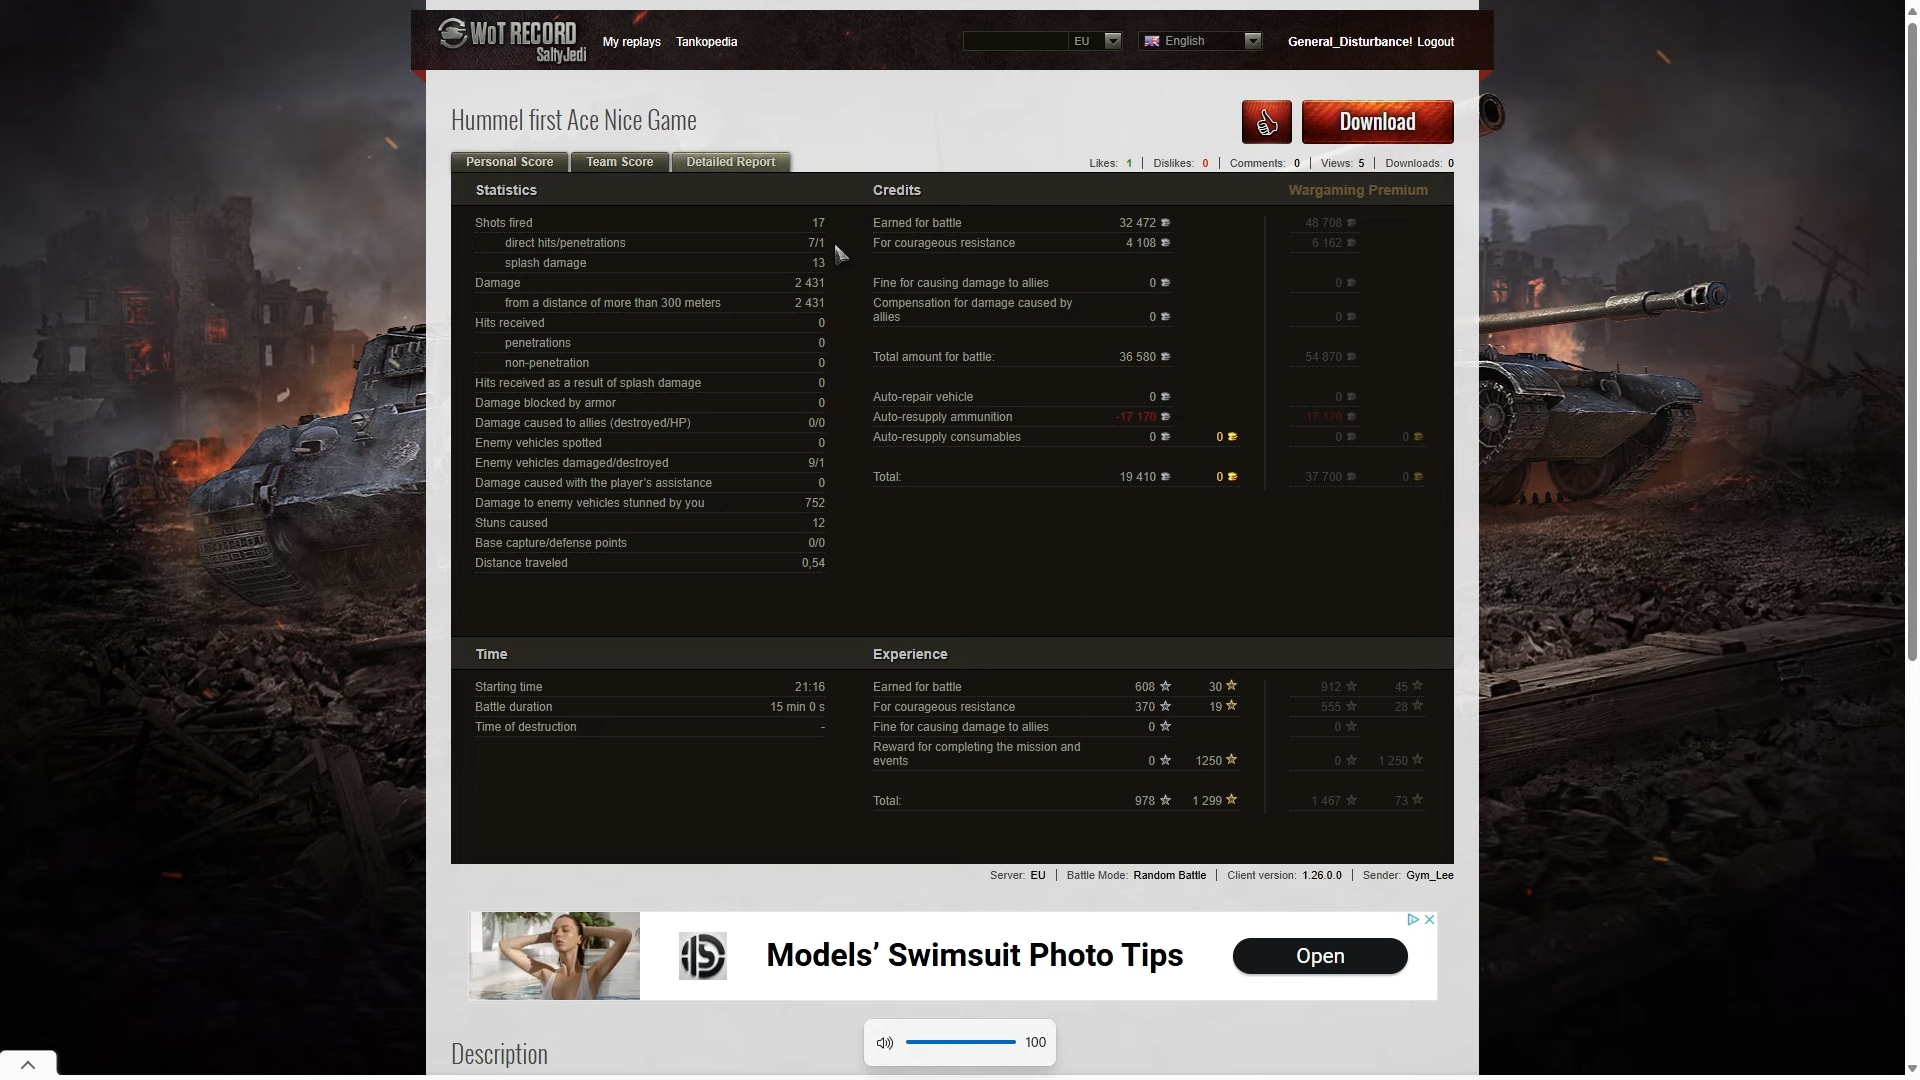 WoT RECORD
SaltyJedi
My replays Tankopedia
EU
English
General_Disturbance! Logout
Hummel first Ace Nice Game
Download
Personal Score Team Score Detailed Report
Likes: 1 | Dislikes: 0 | Comments: 0 | Views: 5 | Downloads: 0
Statistics
Shots fired 17
direct hits/penetrations 7/1
splash damage 13
Damage 2 431
from a distance of more than 300 meters 2 431
Hits received 0
penetrations 0
non-penetration 0
Hits received as a result of splash damage 0
Damage blocked by armor 0
Damage caused to allies (destroyed/HP) 0/0
Enemy vehicles spotted 0
Enemy vehicles damaged/destroyed 9/1
Damage caused with the player's assistance 0
Damage to enemy vehicles stunned by you 752
Stuns caused 12
Base capture/defense points 0/0
Distance traveled 0,54
Credits Wargaming Premium
Earned for battle 32 472 48 708
For courageous resistance 4 108 6 162
Fine for causing damage to allies 0 0
Compensation for damage caused by
allies 0 0
Total amount for battle: 36 580 54 870
Auto-repair vehicle 0 0
Auto-resupply ammunition -17 170 -17 170
Auto-resupply consumables 0 0 0 0
Total: 19 410 0 37 700 0
Time
Starting time 21:16
Battle duration 15 min 0 s
Time of destruction -
Experience
Earned for battle 608 30 912 45
For courageous resistance 370 19 555 28
Fine for causing damage to allies 0 0
Reward for completing the mission and
events 0 1250 0 1 250
Total: 978 1 299 1 467 73
Server: EU | Battle Mode: Random Battle | Client version: 1.26.0.0 | Sender: Gym_Lee
Models' Swimsuit Photo Tips
Open
Description
100